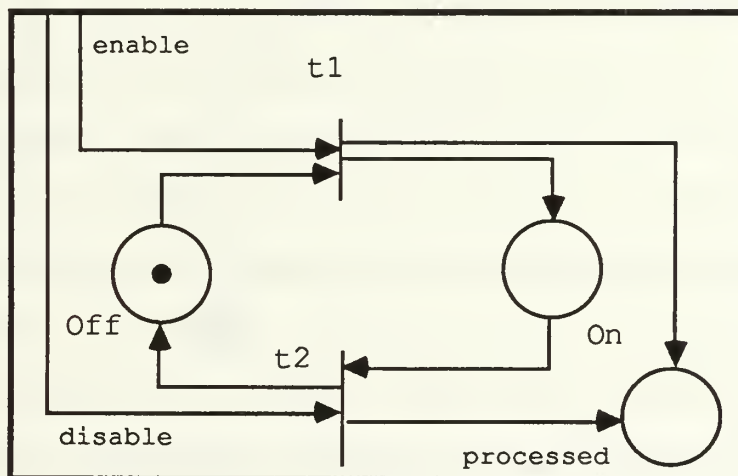 enable
t1
Off
On
t2
disable
processed